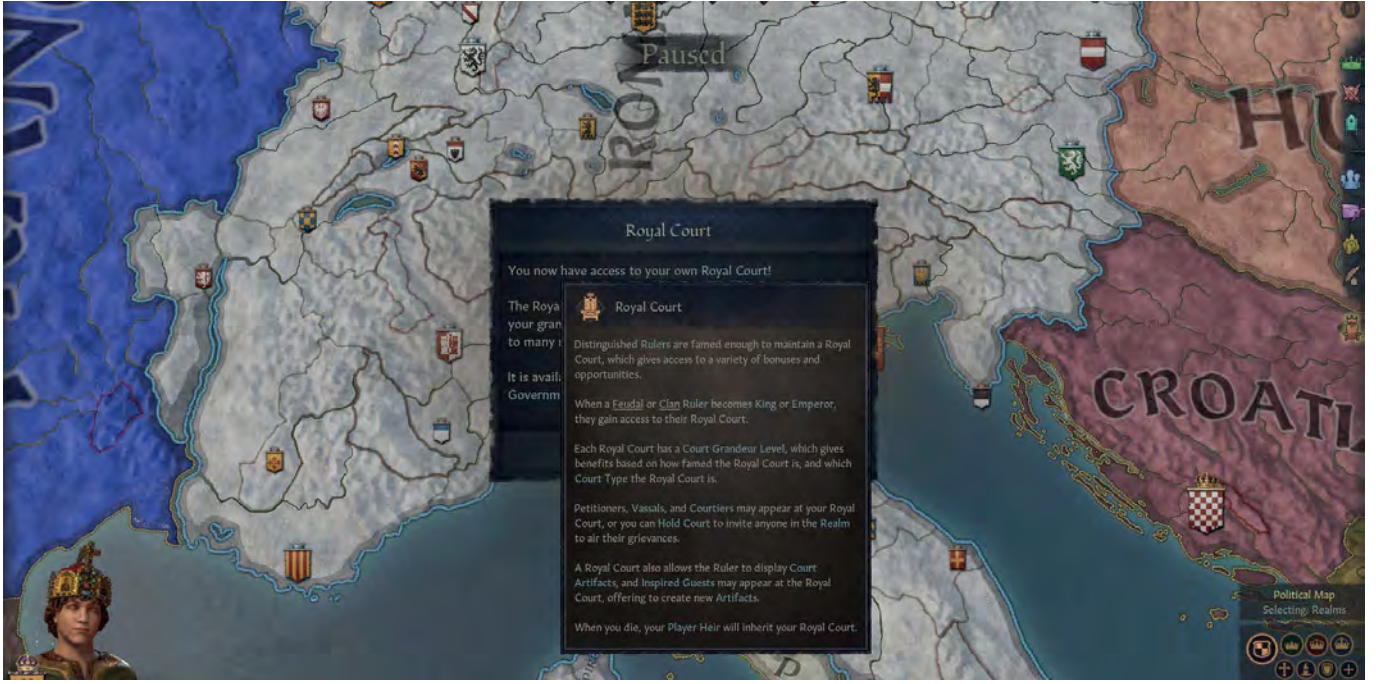 Paused
ROM
HU
CROATI
Royal Court
You now have access to your own Royal Court!
The Roya
your gran
to many
It is avail
Governm
Royal Court
Distinguished Rulers are famed enough to maintain a Royal
Court, which gives access to a variety of bonuses and
opportunities.
When a Feudal or Clan Ruler becomes King or Emperor,
they gain access to their Royal Court.
Each Royal Court has a Court Grandeur Level, which gives
benefits based on how famed the Royal Court is, and which
Court Type the Royal Court is.
Petitioners, Vassals, and Courtiers may appear at your Royal
Court, or you can Hold Court to invite anyone in the Realm
to air their grievances.
A Royal Court also allows the Ruler to display Court
Artifacts, and Inspired Guests may appear at the Royal
Court, offering to create new Artifacts.
When you die, your Player Heir will inherit your Royal Court.
Political Map
Selecting: Realms
P